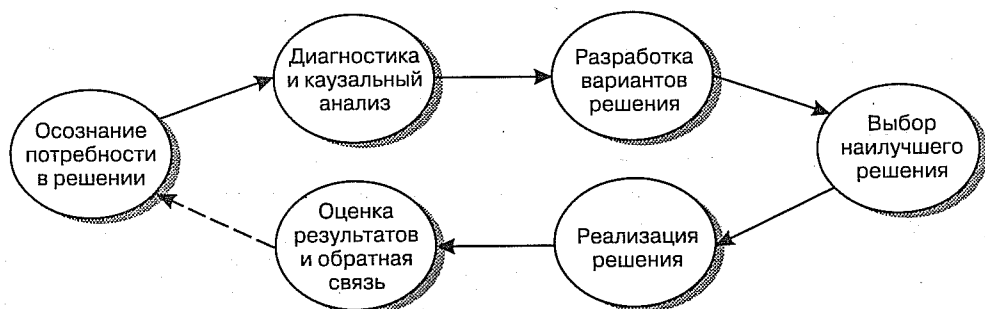 Осознание
потребности
в решении
Диагностика
и каузальный
анализ
Разработка
вариантов
решения
Выбор
наилучшего
решения
Реализация
решения
Оценка
результатов
и обратная
связь